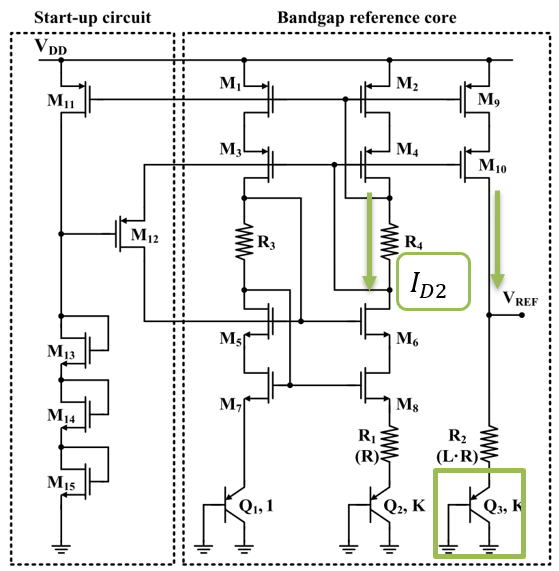 Start-up circuit
Bandgap reference core
VDD
M11
M1
M2
M9
M3
M4
M10
M12
R3
R4
ID2
VREF
M13
M5
M6
M14
M7
M8
R1
(R)
R2
(L·R)
M15
Q1, 1
Q2, K
Q3, K